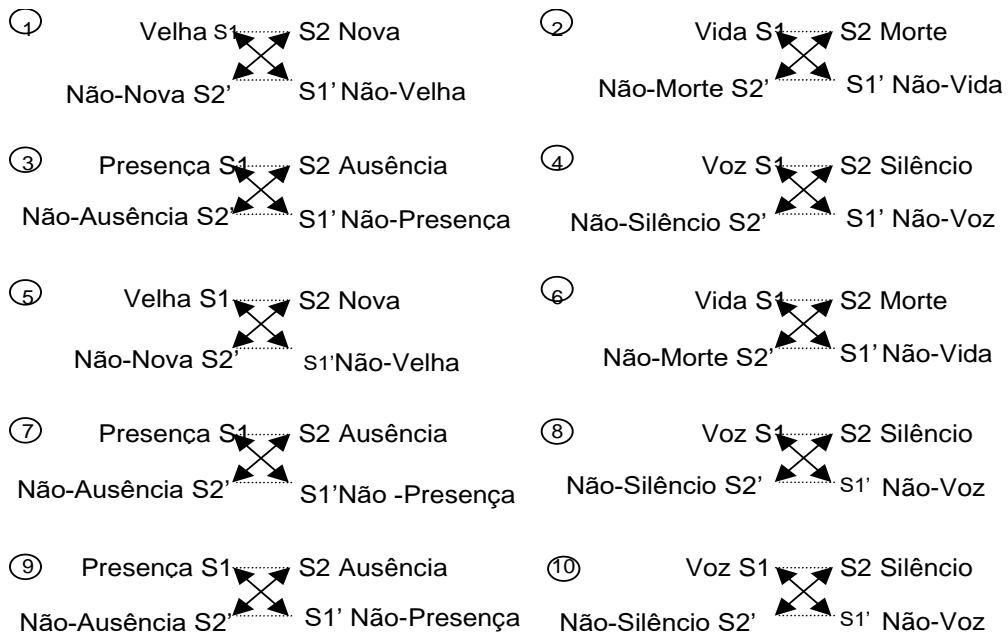 1 Velha S1 S2 Nova
Não-Nova S2’ S1’ Não-Velha
2 Vida S1 S2 Morte
Não-Morte S2’ S1’ Não-Vida
3 Presença S1 S2 Ausência
Não-Ausência S2’ S1’ Não-Presença
4 Voz S1 S2 Silêncio
Não-Silêncio S2’ S1’ Não-Voz
5 Velha S1 S2 Nova
Não-Nova S2’ S1’Não-Velha
6 Vida S1 S2 Morte
Não-Morte S2’ S1’ Não-Vida
7 Presença S1 S2 Ausência
Não-Ausência S2’ S1’Não -Presença
8 Voz S1 S2 Silêncio
Não-Silêncio S2’ S1’ Não-Voz
9 Presença S1 S2 Ausência
Não-Ausência S2’ S1’ Não-Presença
10 Voz S1 S2 Silêncio
Não-Silêncio S2’ S1’ Não-Voz